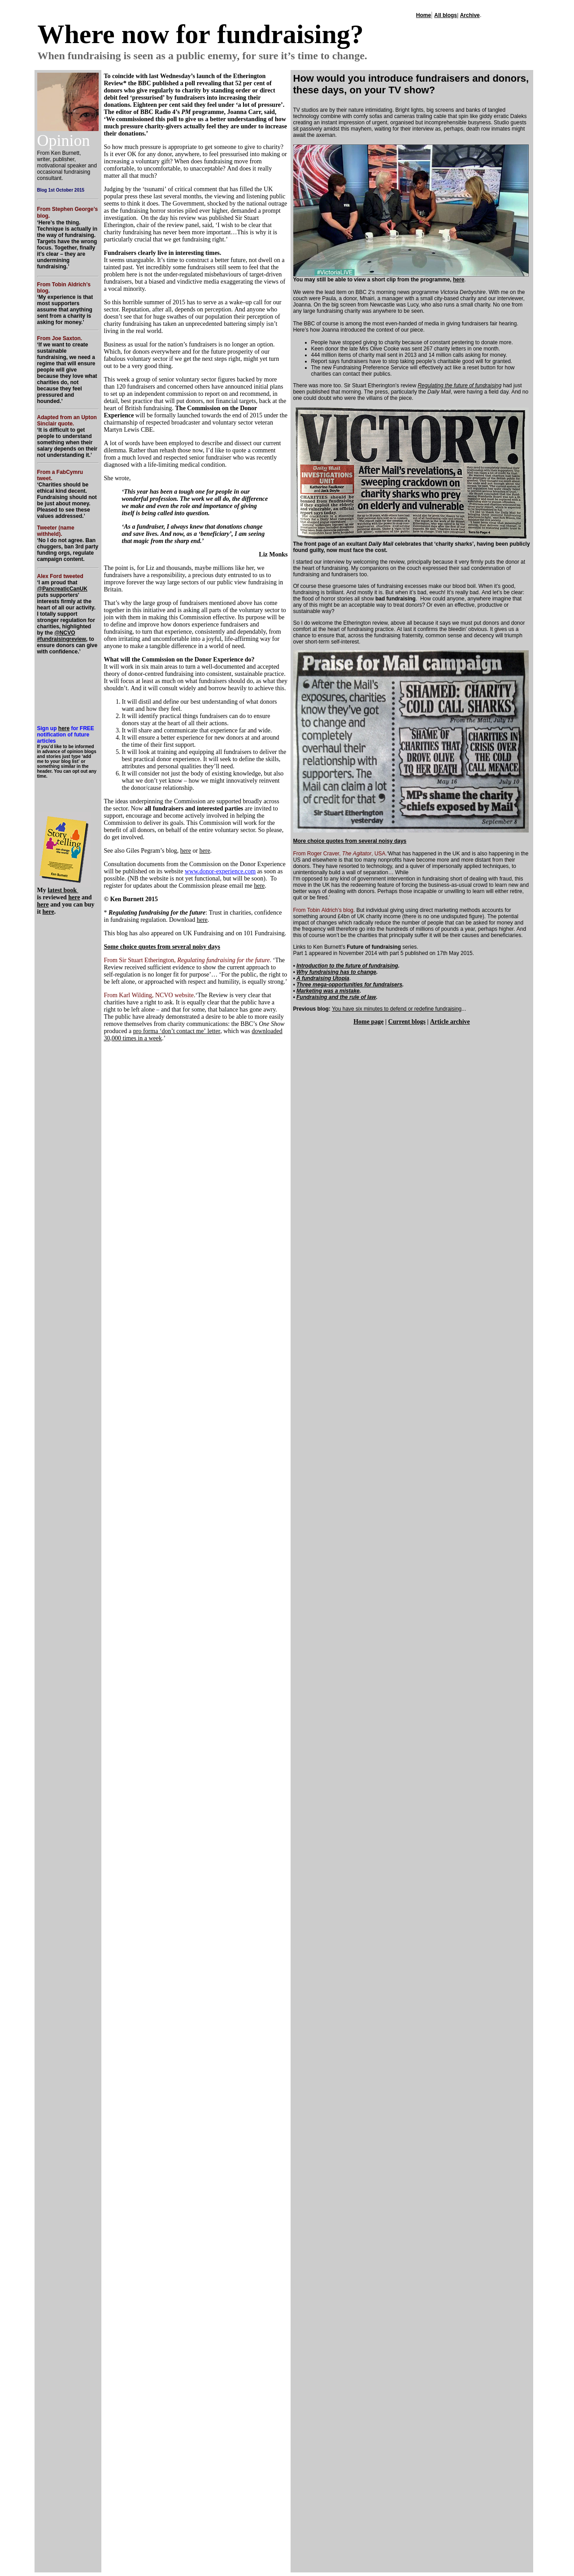 Home| All blogs| Archive.
Where now for fundraising?
When fundraising is seen as a public enemy, for sure it’s time to change.
Opinion
From Ken Burnett,
writer, publisher,
motivational speaker and
occasional fundraising
consultant.
Blog 1st October 2015
From Stephen George’s
blog.
‘Here’s the thing.
Technique is actually in
the way of fundraising.
Targets have the wrong
focus. Together, finally
it’s clear – they are
undermining
fundraising.’
From Tobin Aldrich’s
blog.
‘My experience is that
most supporters
assume that anything
sent from a charity is
asking for money.’
From Joe Saxton.
‘If we want to create
sustainable
fundraising, we need a
regime that will ensure
people will give
because they love what
charities do, not
because they feel
pressured and
hounded.’
Adapted from an Upton
Sinclair quote.
‘It is difficult to get
people to understand
something when their
salary depends on their
not understanding it.’
From a FabCymru
tweet.
‘Charities should be
ethical kind decent.
Fundraising should not
be just about money.
Pleased to see these
values addressed.’
Tweeter (name
withheld).
‘No I do not agree. Ban
chuggers, ban 3rd party
funding orgs, regulate
campaign content.
Alex Ford tweeted
‘I am proud that
@PancreaticCanUK
puts supporters’
interests firmly at the
heart of all our activity.
I totally support
stronger regulation for
charities, highlighted
by the @NCVO
#fundraisingreview, to
ensure donors can give
with confidence.’
Sign up here for FREE
notification of future
articles
If you’d like to be informed
in advance of opinion blogs
and stories just type ‘add
me to your blog list’ or
something similar in the
header. You can opt out any
time.
Story
telling
Ken Burnett
My latest book
is reviewed here and
here and you can buy
it here.
To coincide with last Wednesday’s launch of the Etherington
Review* the BBC published a poll revealing that 52 per cent of
donors who give regularly to charity by standing order or direct
debit feel ‘pressurised’ by fundraisers into increasing their
donations. Eighteen per cent said they feel under ‘a lot of pressure’.
The editor of BBC Radio 4’s PM programme, Joanna Carr, said,
‘We commissioned this poll to give us a better understanding of how
much pressure charity-givers actually feel they are under to increase
their donations.’
So how much pressure is appropriate to get someone to give to charity?
Is it ever OK for any donor, anywhere, to feel pressurised into making or
increasing a voluntary gift? When does fundraising move from
comfortable, to uncomfortable, to unacceptable? And does it really
matter all that much?
Judging by the ‘tsunami’ of critical comment that has filled the UK
popular press these last several months, the viewing and listening public
seems to think it does. The Government, shocked by the national outrage
as the fundraising horror stories piled ever higher, demanded a prompt
investigation. On the day his review was published Sir Stuart
Etherington, chair of the review panel, said, ‘I wish to be clear that
charity fundraising has never been more important…This is why it is
particularly crucial that we get fundraising right.’
Fundraisers clearly live in interesting times.
It seems unarguable. It’s time to construct a better future, not dwell on a
tainted past. Yet incredibly some fundraisers still seem to feel that the
problem here is not the under-question misbehaviours of target-driven
fundraisers, but a biased media and indicative exaggerating the views of
a vocal minority.
So this horrible summer of 2015 has to serve as a wake-up call for our
sector. Reputation, after all, depends on perception. And anyone who
doesn’t see that for huge swathes of our population their perception of
charity fundraising has taken an unprecedented battering simply isn’t
living in the real world.
Business as usual for the nation’s fundraisers is no longer an option.
Which, for donors everywhere and for the future prosperity of our
unfairly maligned yet undeniably transgressing sector, might just turn
out to be a very good thing.
This week a group of senior voluntary sector figures backed by more
than 120 experienced and concerned others have announced their intent
to set up an independent commission to report on and recommend, in
detail, best practice that will put donors, not financial targets, back at the
heart of British fundraising. The Commission on the Donor
Experience will be formally launched towards the end of 2015 under the
chairmanship of respected broadcaster and voluntary sector veteran
Martyn Lewis CBE.
A lot of words have been employed to describe and dissect our current
dilemma. Rather than rehash those now, I’d like to quote a comment
from a much loved and respected senior fundraiser who was recently
diagnosed with a life-limiting medical condition.
She wrote,
‘This year has been a tough one for people in our
wonderful profession. The work we all do, the difference
we make and even the role and importance of giving
itself is being called into question.
‘As a fundraiser, I always knew that donations change
and save lives. And now, as a ‘beneficiary’, I am seeing
that magic from the sharp end.’
Liz Monks
The point is, for Liz and thousands, maybe millions like her, we
fundraisers have a responsibility, a precious duty even, for us to
improve forever the way large sectors of the public view fundraising in
Britain.
That’s why the large group of fundraisers mentioned above has come
together to initiate and is asking all parts of the voluntary sector to unite
to join with them in making this Commission effective. Its purpose will be
to define and improve how donors experience their voluntary giving and
fundraising, to turn that experience, consistently and dependably, from
often irritating and uncomfortable into a joyful, life-affirming way for
anyone to make a tangible difference in a world that matters.
What will the Commission on the Donor Experience do?
It will work in six main areas to turn a well-documented and accepted
theory of donor-centred fundraising into consistent, sustainable practice.
It will focus at least as much on what fundraisers should do, as what they
shouldn’t. And it will consult widely and inclusively to achieve this.
1. It will distil and define our best understanding of what donors
want and how they feel.
2. It will identify practical things fundraisers can do to serve them.
3. It will share and communicate that experience far and wide.
4. It will ensure a better experience for new donors at and around
the time of their first support.
5. It will look at training and equipping all fundraisers to deliver the
best practical donor experience. It will seek to define the skills,
attributes and personal qualities they’ll need.
6. It will consider not just the body of existing knowledge, but also
what we don’t yet know – how we might innovatively reinvent
the donor/cause relationship.
The ideas underpinning the Commission are supported broadly across
the sector. Now all fundraisers and interested parties are invited to
support, encourage and become actively involved in helping the
Commission to deliver its goals. This Commission will work for the
benefit of all donors, on behalf of the entire voluntary sector. So please,
do get involved.
See also Giles Pegram’s blog, here or here.
Consultation documents from the Commission on the Donor Experience
will be published on its website www.donor-experience.com as soon as
possible. (NB the website is not yet functional, but will be soon). To
register for updates on the Commission please see here.
© Ken Burnett 2015
* Regulating fundraising for the future: Trust in charities, confidence
in fundraising regulation. Download here.
This blog has also appeared on UK Fundraising and on 101 Fundraising.
Some choice quotes from several noisy days
From Sir Stuart Etherington, Regulating fundraising for the future. ‘The
Review received sufficient evidence to show the current approach to
self-regulation is no longer fit for purpose’… ‘For the public, the right to
be left alone, or approached with respect and humility, is equally strong.
From Karl Wilding, NCVO website.‘The Review is very clear that
charities have a right to ask. It is equally clear that the public have a
right to be left alone – and that for some, that balance has gone awry.
The public have already demonstrated a desire to be able to more easily
remove themselves from charity communications: the BBC’s One Show
produced a pro forma ‘don’t contact me’ letter, which was downloaded
30,000 times in a week.’
How would you introduce fundraisers and donors,
these days, on your TV show?
TV studios are by their nature intimidating. Bright lights, big screens and banks of tangled
technology combine with comfy sofas and cameras trailing cable that spin like giddy erratic Daleks
creating an instant impression of urgent, organised but incomprehensible busyness. Studio guests
sit passively amidst this mayhem, waiting for their interview as, perhaps, death row inmates might
await the axeman.
#VictoriaLIVE
You may still be able to view a short clip from the programme, here.
We were the lead item on BBC 2’s morning news programme Victoria Derbyshire. With me on the
couch were Paula, a donor, Mhairi, a manager with a small city-based charity and our interviewer,
Joanna. On the big screen from Newcastle was Lucy, who also runs a small charity. For some, or
any large fundraising charity was anywhere to be seen.
The BBC of course is among the most even-handed of media in giving fundraisers fair hearing.
Here’s how Joanna introduced the context of our piece.
• People have stopped giving to charity because of constant pestering to donate more.
• Keen donor the late Mrs Olive Cooke was sent 267 charity letters in one month.
• 444 million items of charity mail sent in 2013 and 14 million calls asking for money.
• Report says fundraisers have to stop taking people’s charitable good will for granted.
• The new Fundraising Preference Service will effectively act like a reset button for how
charities can contact their publics.
There was more too. Sir Stuart Etherington’s review Regulating the future of fundraising had just
been published that morning. The press, particularly the Daily Mail, were having a field day. And no
one could doubt who were the villains of the piece.
VICTORY!
Daily Mail
INVESTIGATIONS
UNIT
After Mail’s revelations, a
sweeping crackdown on
charity sharks who prey on
elderly and vulnerable
The front page of an exultant Daily Mail celebrates that ‘charity sharks’, having been publicly
found guilty, now must face the cost.
I started our interview by welcoming the review, principally because it very firmly puts the donor at
the heart of fundraising. My companions on the couch expressed their sad condemnation of bad
fundraising and fundraisers too.
Of course these gruesome tales of fundraising excesses make our blood boil. When it’s good,
fundraising is kind. And mostly it is. But when it’s bad, it’s really bad. And let’s be clear:
the flood of horror stories all show bad fundraising. How could anyone, anywhere imagine that
any of this might be an acceptable way to treat donors? Or even an effective, productive or
sustainable way?
So I do welcome the Etherington review, above all because it says we must put donors and donor
comfort at the heart of fundraising practice. At last it confirms the bleedin’ obvious. It gives us a
chance to ensure that, across the fundraising fraternity, common sense and decency will triumph
over short-term self-interest.
Praise for Mail campaign
‘They don’t
know what’s
hit them. They
know they’ve
got to change
and completely
overhaul their
relationship
with supporters.
The Mail can
claim a lot of
credit for that’
Sir Stuart Etherington
yesterday
SHAMED: CHARITY
COLD CALL SHARKS
From the Mail, July 13
SHAME OF
CHARITIES
THAT DROVE
OLIVE TO
HER DEATH
May 16
CHARITIES IN
CRISIS OVER
THE COLD
CALL MENACE
July 10
MPs shame the
charity chiefs
exposed by Mail
September 8
More choice quotes from several noisy days
From Roger Craver, The Agitator, USA.‘What has happened in the UK and is also happening in the
US and elsewhere is that too many nonprofits have become more and more distant from their
donors. They have resorted to technology, and a quiver of impersonally applied techniques, to
unintentionally build a wall of separation… While
I’m opposed to any kind of government intervention in fundraising short of dealing with fraud, this
move in the UK has the redeeming feature of forcing the business-as-usual crowd to learn new and
better ways of dealing with donors. Perhaps those incapable or unwilling to learn will either retire,
quit or be fired.’
From Tobin Aldrich’s blog. But individual giving using direct marketing methods accounts for
something around £4bn of UK charity income (there is no one undisputed figure). The potential
impact of changes which radically reduce the number of people that can be asked for money and
the frequency will therefore go into the hundreds of millions of pounds a year, perhaps higher. And
this of course won’t be the charities that principally suffer it will be their causes and beneficiaries.
Links to Ken Burnett’s Future of fundraising series.
Part 1 appeared in November 2014 with part 5 published on 17th May 2015.
• Introduction to the future of fundraising.
• Why fundraising has to change.
• A fundraising Utopia.
• Three mega-opportunities for fundraisers.
• Marketing was a mistake.
• Fundraising and the rule of law.
Previous blog: You have six minutes to defend or redefine fundraising...
Home page | Current blogs | Article archive